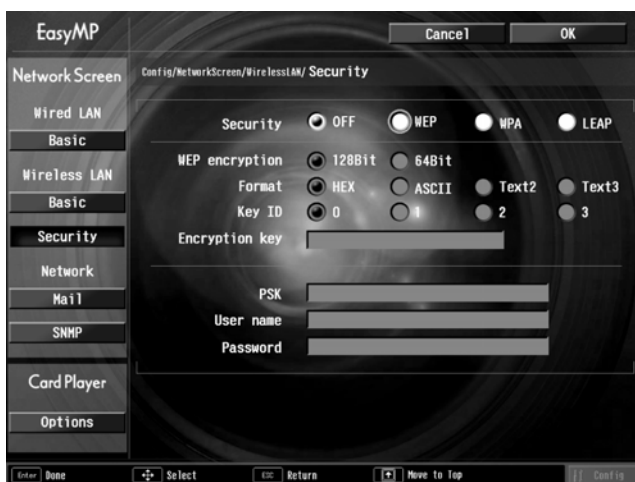 EasyMP
Cancel
OK
Network Screen
Config/NetworkScreen/WirelessLAN/ Security
Wired LAN
Basic
Wireless LAN
Basic
Security
Network
Mail
SNMP
Card Player
Options
Security OFF WEP WPA LEAP
WEP encryption 128Bit 64Bit
Format HEX ASCII Text2 Text3
Key ID 0 1 2 3
Encryption key
PSK
User name
Password
Enter Done Select ESC Return Move to Top Config